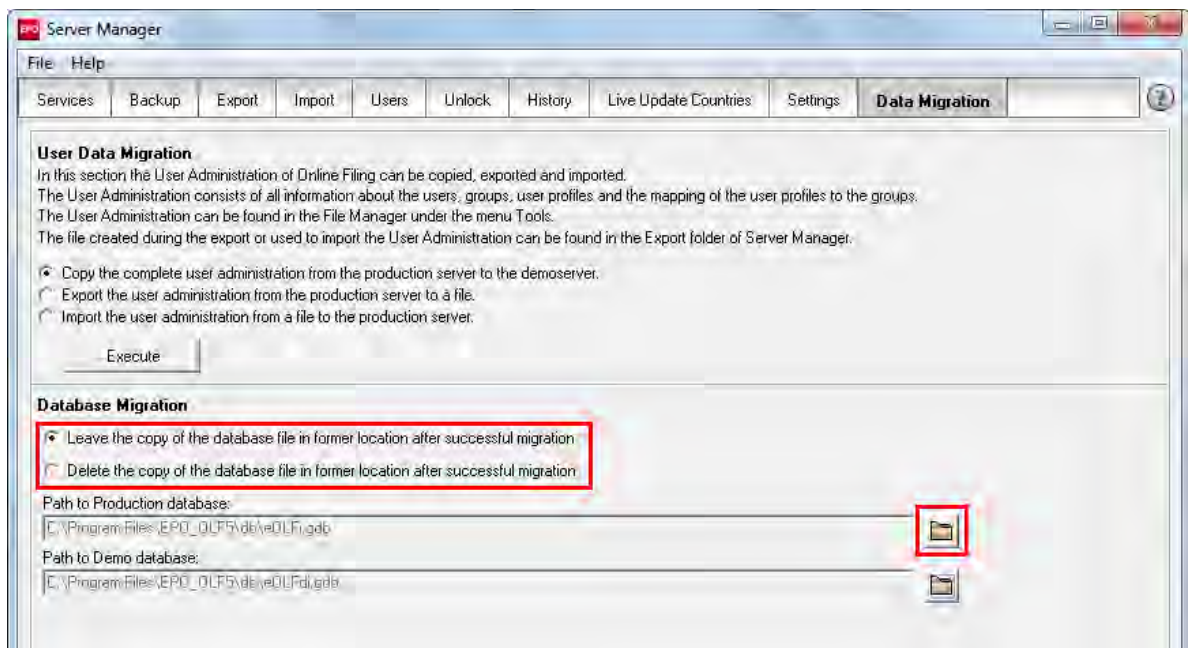 EPO Server Manager
File Help
Services Backup Export Import Users Unlock History Live Update Countries Settings Data Migration
User Data Migration
In this section the User Administration of Online Filing can be copied, exported and imported.
The User Administration consists of all information about the users, groups, user profiles and the mapping of the user profiles to the groups.
The User Administration can be found in the File Manager under the menu Tools.
The file created during the export or used to import the User Administration can be found in the Export folder of Server Manager.
Copy the complete user administration from the production server to the demoserver.
Export the user administration from the production server to a file.
Import the user administration from a file to the production server.
Execute
Database Migration
Leave the copy of the database file in former location after successful migration
Delete the copy of the database file in former location after successful migration
Path to Production database:
C:\Program Files\EPO_OLF5\db\eOLFi.gdb
Path to Demo database:
C:\Program Files\EPO_OLF5\db\eOLFdi.gdb